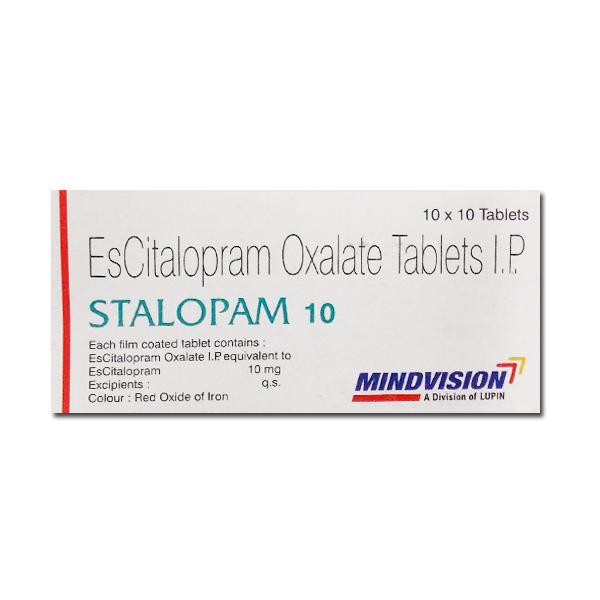 10 x 10 Tablets
EsCitalopram Oxalate Tablets I.P.
STALOPAM 10
Each film coated tablet contains :
EsCitalopram Oxalate I.P. equivalent to
EsCitalopram 10 mg
Excipients : q.s.
Colour : Red Oxide of Iron
MINDVISION
A Division of LUPIN